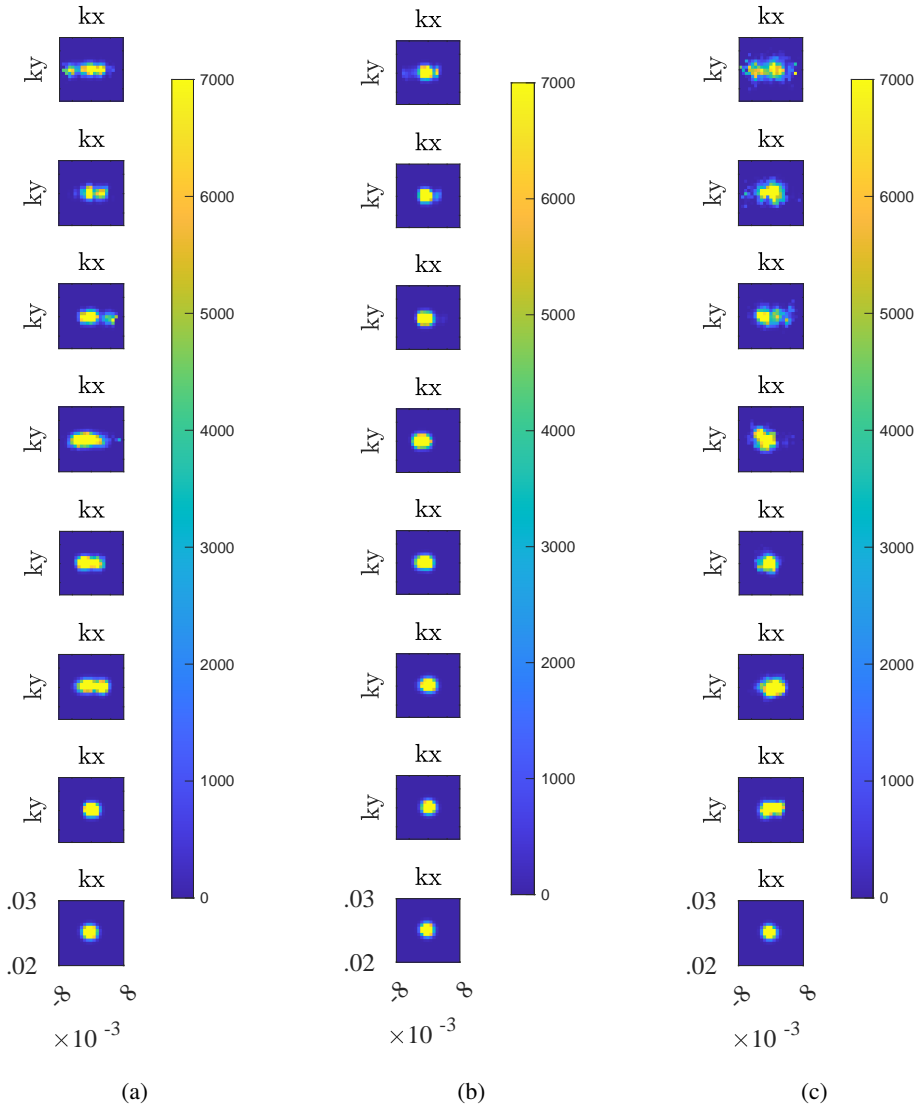 kx kx kx
ky ky ky
7000 7000 7000
kx kx kx
ky ky ky
6000 6000 6000
kx kx kx
5000 5000 5000
ky ky ky
kx kx kx
4000 4000 4000
ky ky ky
kx kx kx
3000 3000 3000
ky ky ky
kx kx kx
2000 2000 2000
ky ky ky
kx kx kx
1000 1000 1000
ky ky ky
kx kx kx
.03 0 .03 0 .03 0
.02 .02 .02
-8 8 -8 8 -8 8
×10 -3 ×10 -3 ×10 -3
(a) (b) (c)